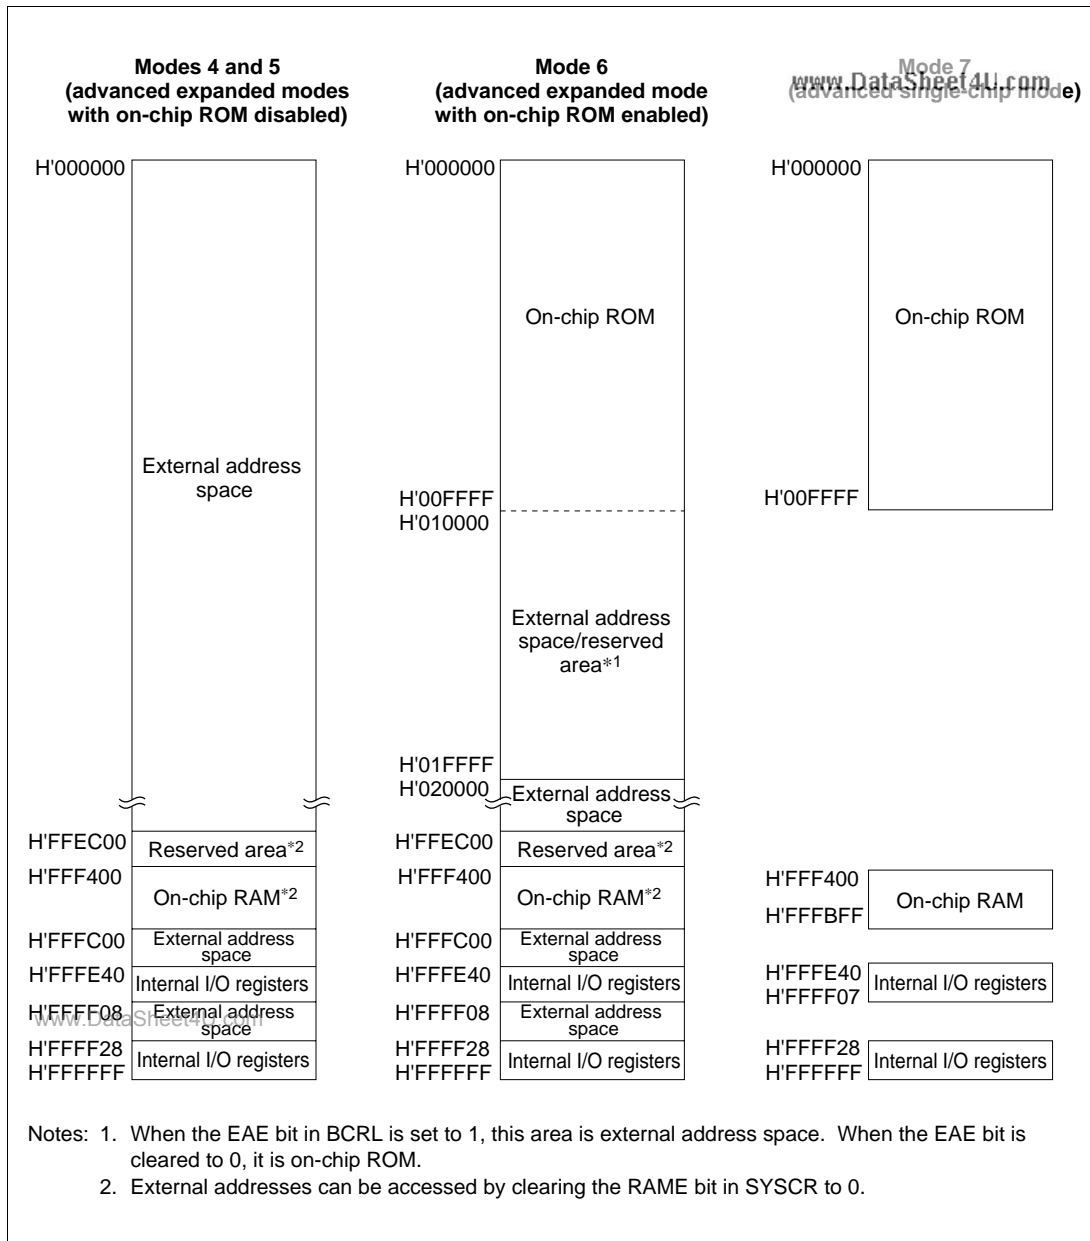 Modes 4 and 5
(advanced expanded modes
with on-chip ROM disabled)
H'000000
External address
space
H'FFEC00
Reserved area*2
H'FFF400
On-chip RAM*2
H'FFFC00
External address
space
H'FFFE40
Internal I/O registers
H'FFFF08
External address
space
H'FFFF28
Internal I/O registers
H'FFFFFF
www.DataSheet4U.com
Mode 6
(advanced expanded mode
with on-chip ROM enabled)
H'000000
On-chip ROM
H'00FFFF
H'010000
External address
space/reserved
area*1
H'01FFFF
H'020000
External address
space
H'FFEC00
Reserved area*2
H'FFF400
On-chip RAM*2
H'FFFC00
External address
space
H'FFFE40
Internal I/O registers
H'FFFF08
External address
space
H'FFFF28
Internal I/O registers
H'FFFFFF
Mode 7
www.DataSheet4U.com
(advanced single-chip mode)
H'000000
On-chip ROM
H'00FFFF
H'FFF400
On-chip RAM
H'FFFBFF
H'FFFE40
Internal I/O registers
H'FFFF07
H'FFFF28
Internal I/O registers
H'FFFFFF
Notes: 1. When the EAE bit in BCRL is set to 1, this area is external address space. When the EAE bit is
cleared to 0, it is on-chip ROM.
2. External addresses can be accessed by clearing the RAME bit in SYSCR to 0.